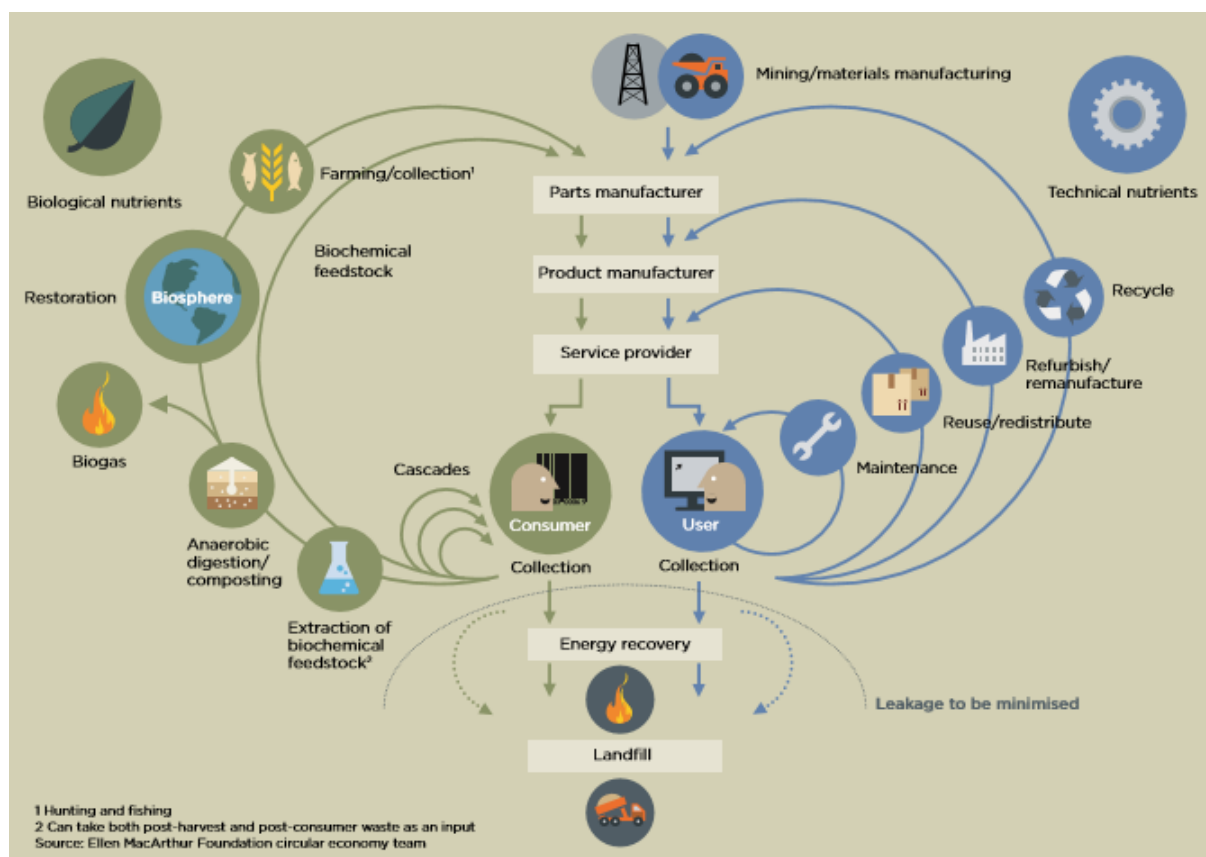 Mining/materials manufacturing
Biological nutrients
Farming/collection¹
Parts manufacturer
Technical nutrients
Biochemical
feedstock
Product manufacturer
Restoration
Biosphere
Recycle
Service provider
Refurbish/
remanufacture
Reuse/redistribute
Biogas
Cascades
Maintenance
Consumer
User
Anaerobic
digestion/
composting
Collection
Collection
Extraction of
biochemical
feedstock²
Energy recovery
Leakage to be minimised
Landfill
1 Hunting and fishing
2 Can take both post-harvest and post-consumer waste as an input
Source: Ellen MacArthur Foundation circular economy team